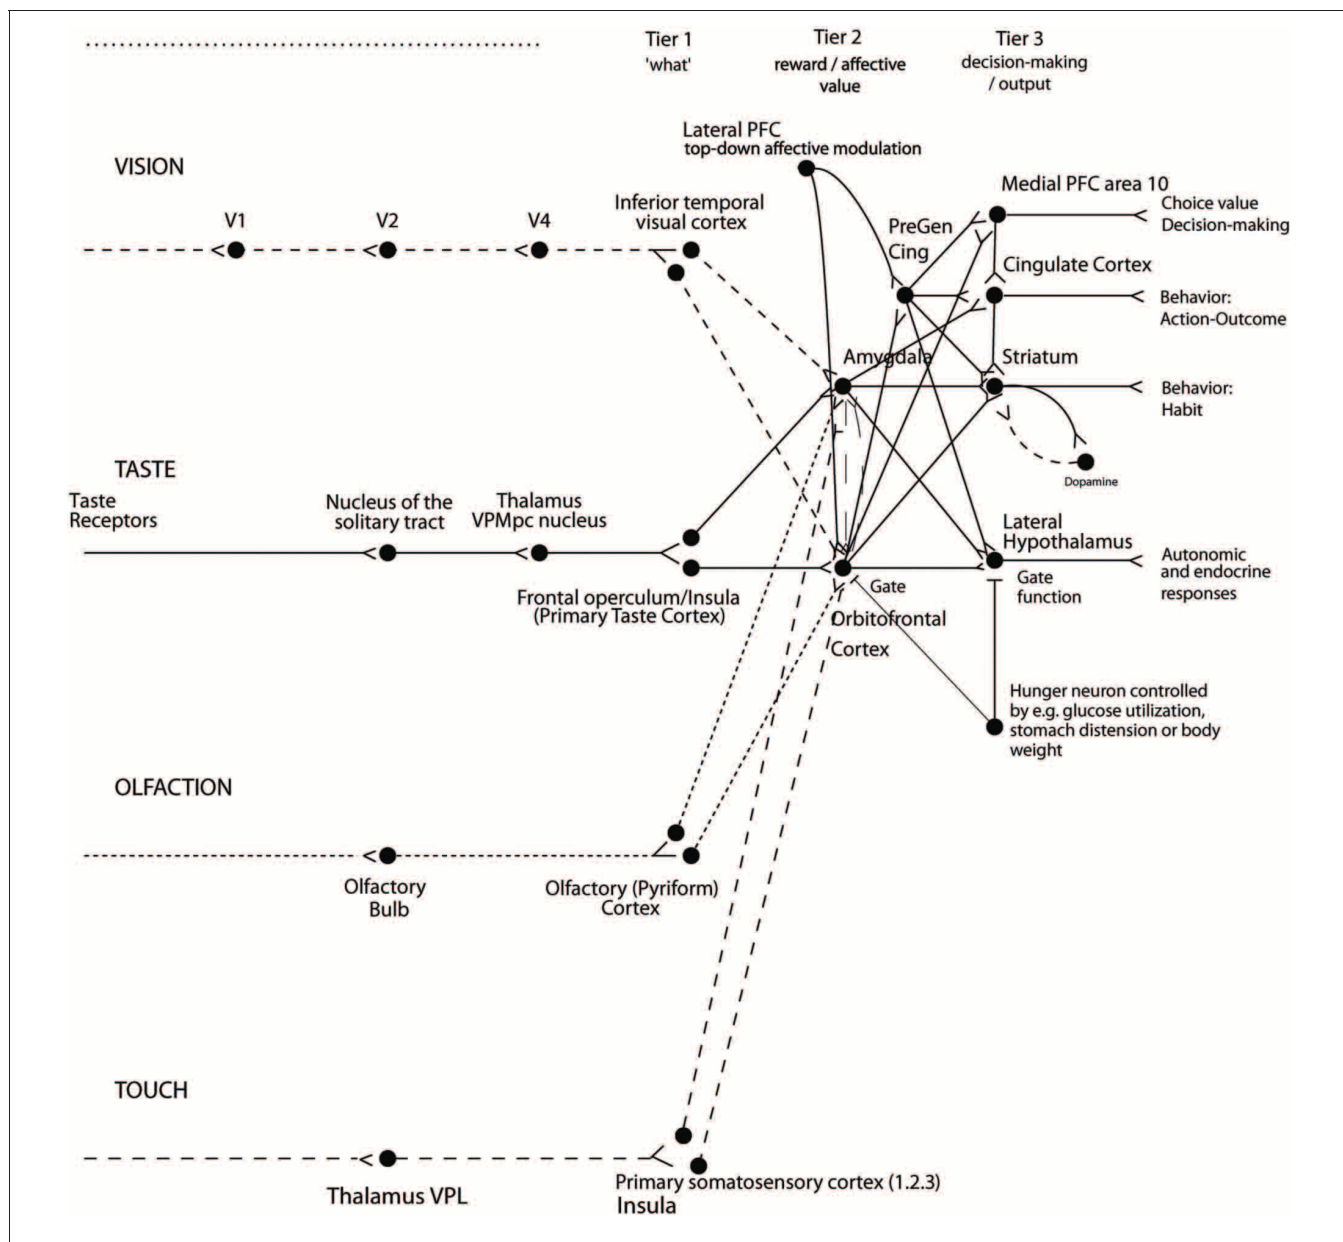 Tier 1
'what'
Tier 2
reward / affective
value
Tier 3
decision-making
/ output
Lateral PFC
top-down affective modulation
VISION
V1
V2
V4
Inferior temporal
visual cortex
PreGen
Cing
Medial PFC area 10
Choice value
Decision-making
Cingulate Cortex
Behavior:
Action-Outcome
Amygdala
Striatum
Behavior:
Habit
Dopamine
TASTE
Taste
Receptors
Nucleus of the
solitary tract
Thalamus
VPMpc nucleus
Frontal operculum/Insula
(Primary Taste Cortex)
Gate
Orbitofrontal
Cortex
Lateral
Hypothalamus
Gate
function
Autonomic
and endocrine
responses
Hunger neuron controlled
by e.g. glucose utilization,
stomach distension or body
weight
OLFACTION
Olfactory
Bulb
Olfactory (Pyriform)
Cortex
TOUCH
Thalamus VPL
Primary somatosensory cortex (1.2.3)
Insula